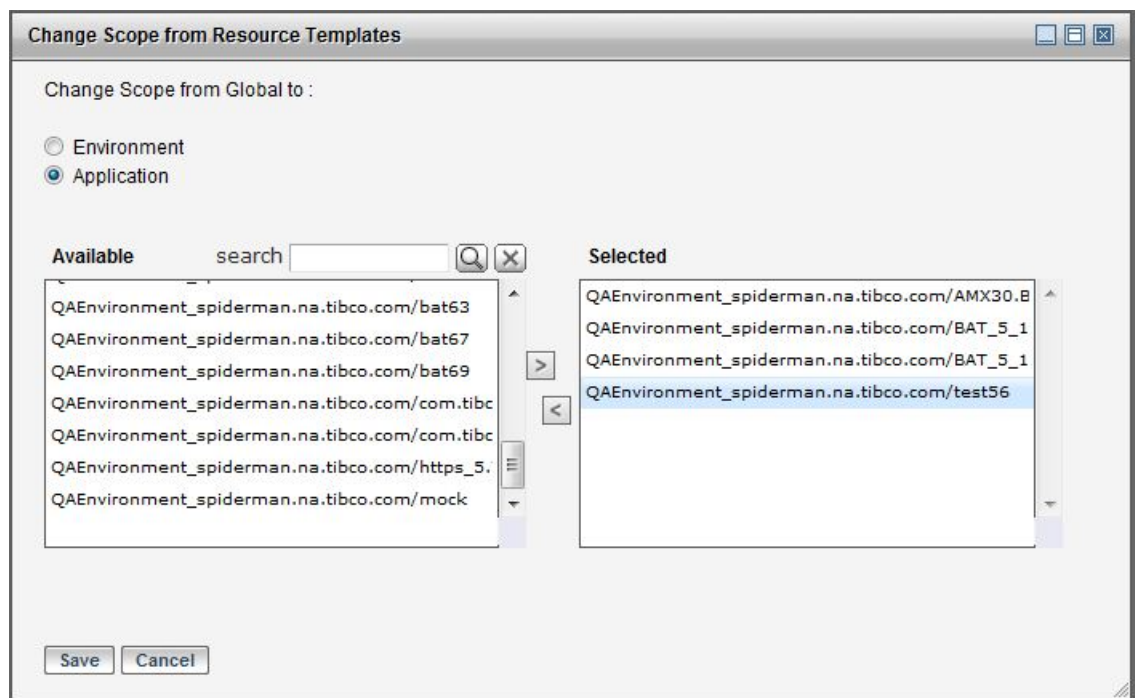 Change Scope from Resource Templates
Change Scope from Global to :
Environment
Application
Available search
QAEnvironment_spiderman.na.tibco.com/bat63
QAEnvironment_spiderman.na.tibco.com/bat67
QAEnvironment_spiderman.na.tibco.com/bat69
QAEnvironment_spiderman.na.tibco.com/com.tibc
QAEnvironment_spiderman.na.tibco.com/com.tibc
QAEnvironment_spiderman.na.tibco.com/https_5.
QAEnvironment_spiderman.na.tibco.com/mock
>
<
Selected
QAEnvironment_spiderman.na.tibco.com/AMX30.B
QAEnvironment_spiderman.na.tibco.com/BAT_5_1
QAEnvironment_spiderman.na.tibco.com/BAT_5_1
QAEnvironment_spiderman.na.tibco.com/test56
Save Cancel